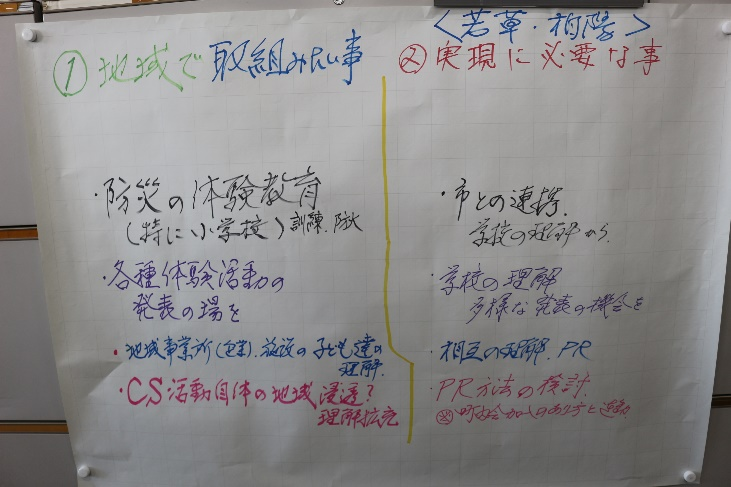 <若草・相陽>
① 地域で取組みたい事
・防災の体験教育
(特に小学校)訓練.防火
・各種体験活動の
発表の場を
・地域事業所(企業).施設の子ども達の
理解.
・CS活動自体の地域浸透?
理解拡充
② 実現に必要な事
・市との連携.
学校の理解から.
・学校の理解
多様な発表の機会を
・相互の理解.PR
・PR方法の検討.